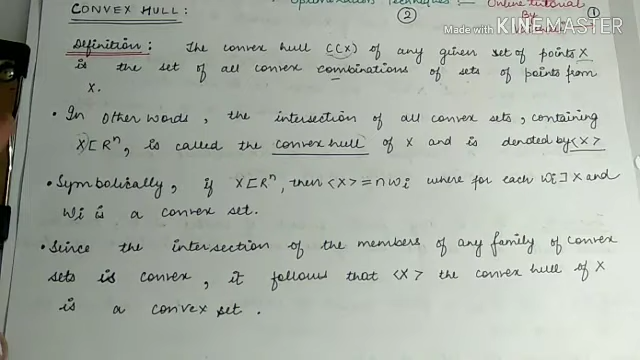 Optimization Techniques :- Online Tutorial
CONVEX HULL:
② By ①
Made with KINEMASTER
Definition: The convex hull C(X) of any given set of points X
is the set of all convex combinations of sets of points from
X.
• In Other words, the intersection of all convex sets, containing
X⊏Rⁿ, is called the convex hull of X and is denoted by <X>
• Symbolically, if X⊏Rⁿ, then <X> = ∩Wi where for each Wi⊐X and
Wi is a convex set.
• Since the intersection of the members of any family of convex
sets is convex, it follows that <X> the convex hull of X
is a convex set.